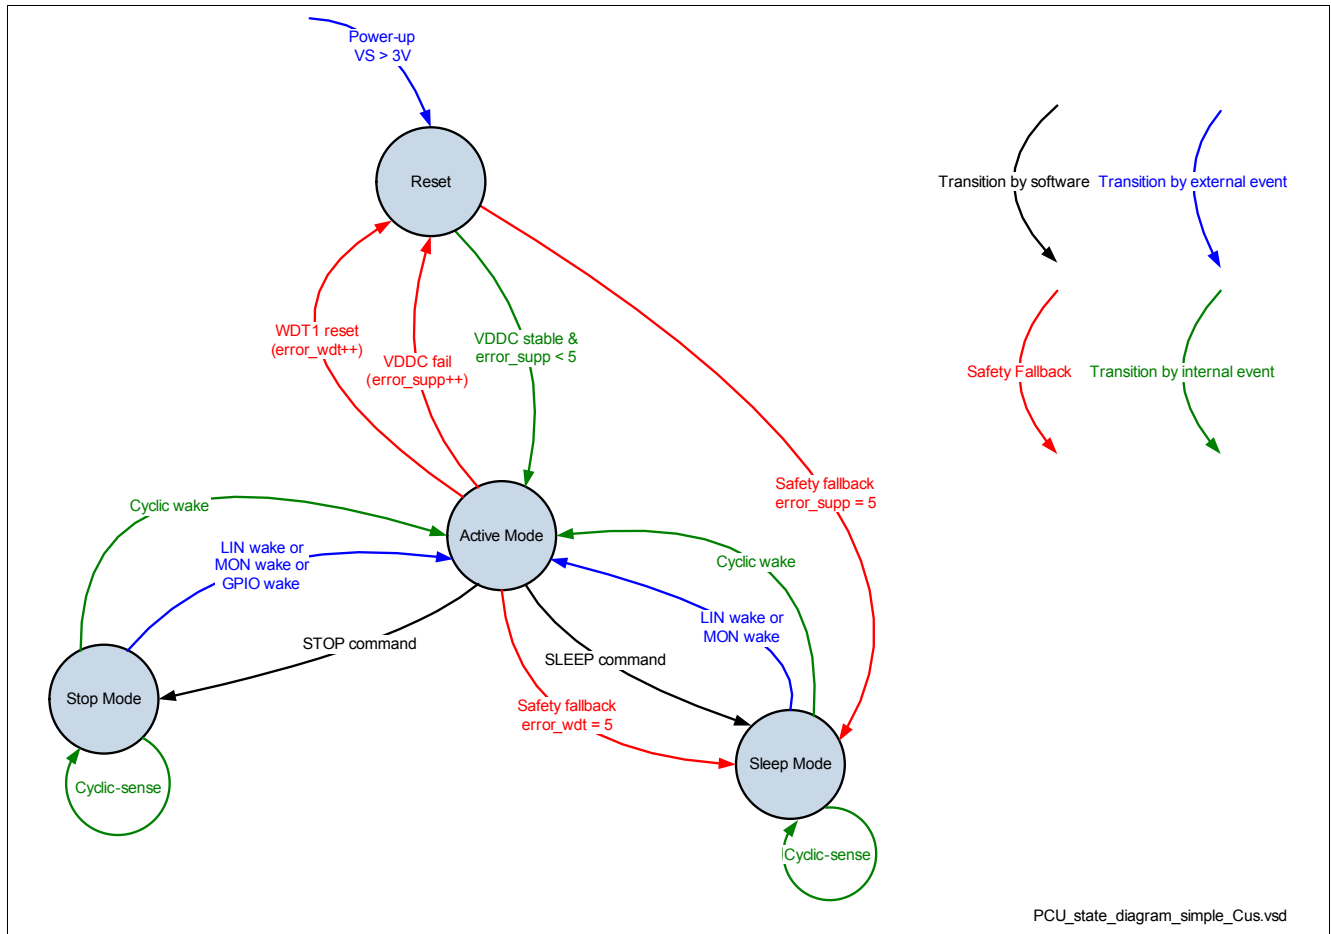 Power-up
VS > 3V
Reset
Transition by software
Transition by external event
WDT1 reset
(error_wdt++)
VDDC fail
(error_supp++)
VDDC stable &
error_supp < 5
Safety Fallback
Transition by internal event
Safety fallback
error_supp = 5
Cyclic wake
Active Mode
LIN wake or
MON wake or
GPIO wake
Cyclic wake
LIN wake or
MON wake
STOP command
SLEEP command
Stop Mode
Safety fallback
error_wdt = 5
Sleep Mode
Cyclic-sense
Cyclic-sense
PCU_state_diagram_simple_Cus.vsd